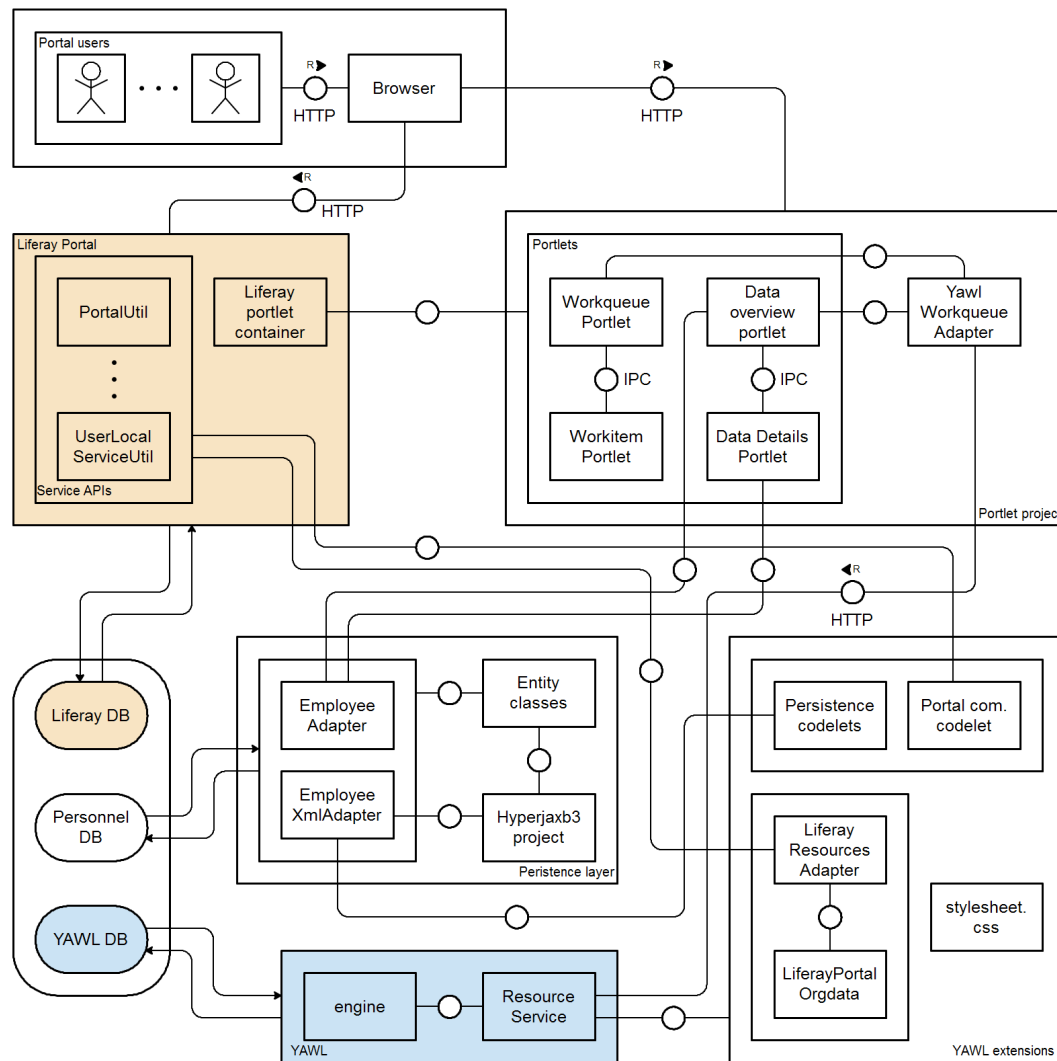 Portal users
R
HTTP
Browser
R
HTTP
R
HTTP
Liferay Portal
PortalUtil
UserLocal
ServiceUtil
Service APIs
Liferay
portlet
container
Portlets
Workqueue
Portlet
Data
overview
portlet
Yawl
Workqueue
Adapter
IPC
IPC
Workitem
Portlet
Data Details
Portlet
Portlet project
R
HTTP
Liferay DB
Personnel
DB
YAWL DB
Employee
Adapter
Entity
classes
Employee
XmlAdapter
Hyperjaxb3
project
Peristence layer
Persistence
codelets
Portal com.
codelet
Liferay
Resources
Adapter
LiferayPortal
Orgdata
stylesheet.
css
YAWL extensions
engine
Resource
Service
YAWL